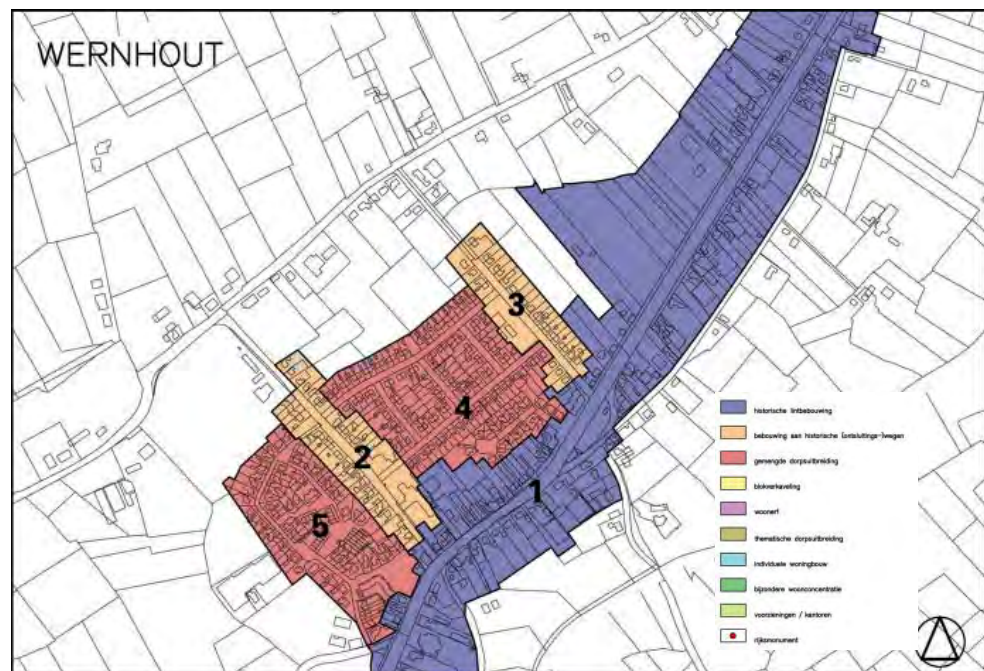 WERNHOUT
3
4
2
1
5
historische lintbebouwing
bebouwing aan historische (ontsluitings-)wegen
gemengde dorpsuitbreiding
blokverkaveling
woonerf
thematische dorpsuitbreiding
individuele woningbouw
bijzondere woonconcentratie
voorzieningen / kantoren
rijksmonument